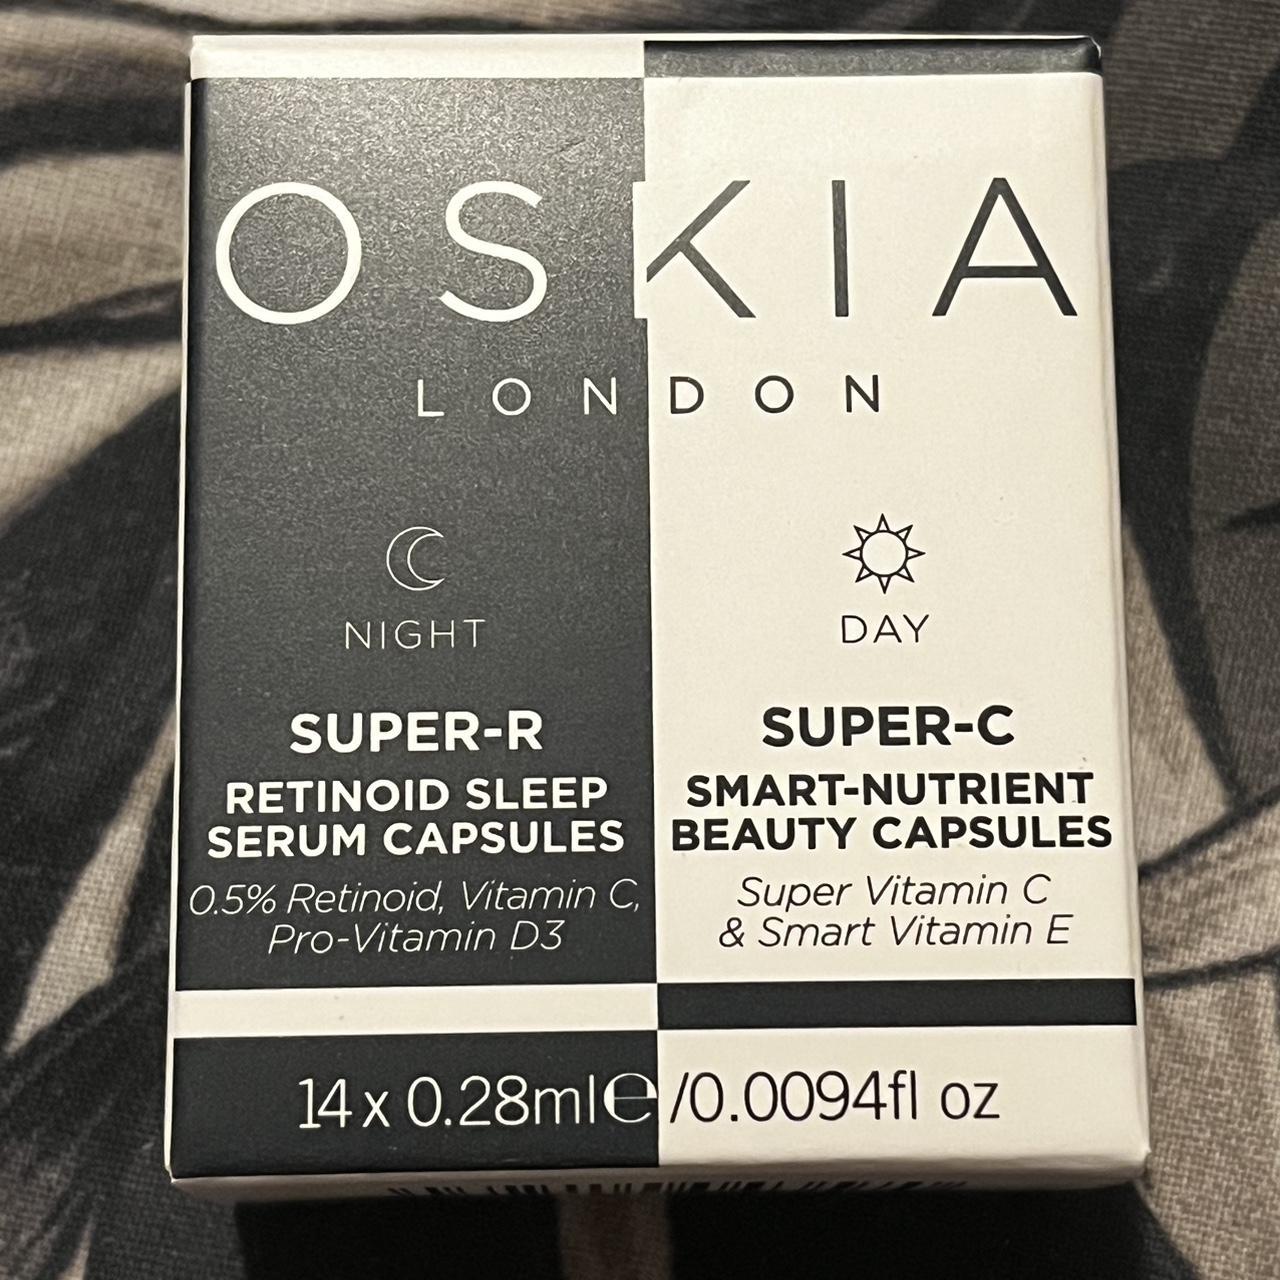 OSKIA
LONDON
NIGHT
SUPER-R
RETINOID SLEEP
SERUM CAPSULES
0.5% Retinoid, Vitamin C,
Pro-Vitamin D3
DAY
SUPER-C
SMART-NUTRIENT
BEAUTY CAPSULES
Super Vitamin C
& Smart Vitamin E
14 x 0.28ml℮/0.0094fl oz